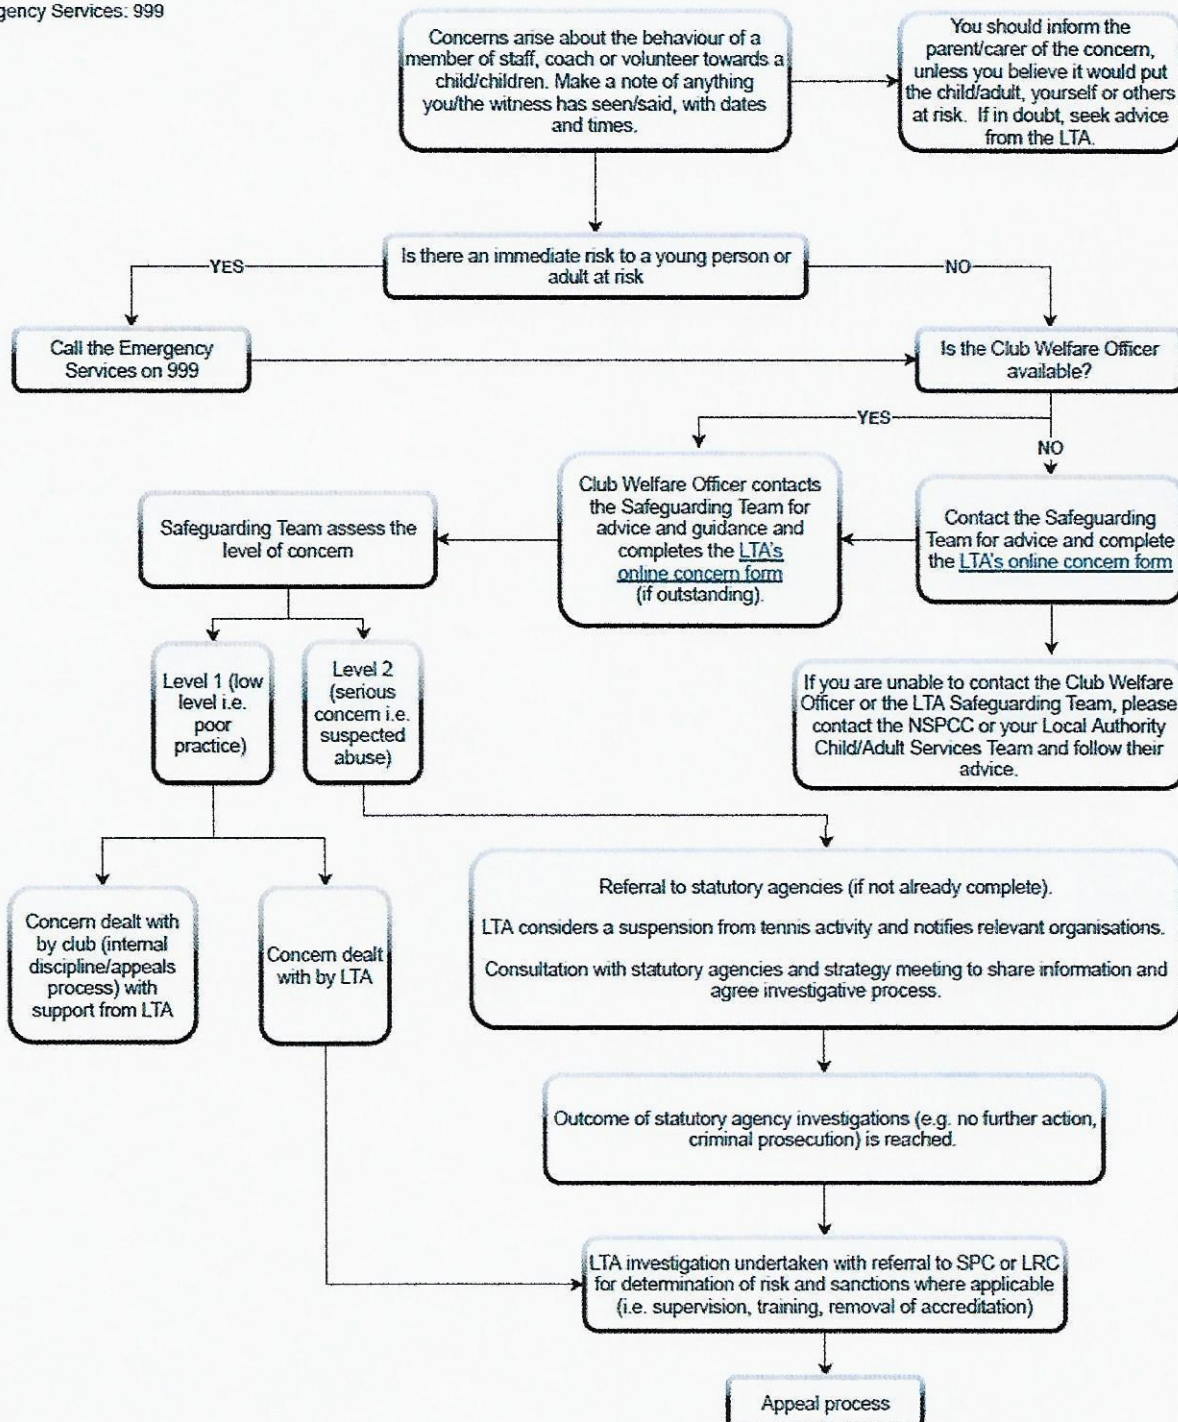 gency Services: 999
Concerns arise about the behaviour of a
member of staff, coach or volunteer towards a
child/children. Make a note of anything
you/the witness has seen/said, with dates
and times.
You should inform the
parent/carer of the concern,
unless you believe it would put
the child/adult, yourself or others
at risk. If in doubt, seek advice
from the LTA.
Is there an immediate risk to a young person or
adult at risk
YES
NO
Call the Emergency
Services on 999
Is the Club Welfare Officer
available?
YES
NO
Club Welfare Officer contacts
the Safeguarding Team for
advice and guidance and
completes the LTA's
online concern form
(if outstanding).
Contact the Safeguarding
Team for advice and complete
the LTA's online concern form
Safeguarding Team assess the
level of concern
Level 1 (low
level i.e.
poor
practice)
Level 2
(serious
concern i.e.
suspected
abuse)
If you are unable to contact the Club Welfare
Officer or the LTA Safeguarding Team, please
contact the NSPCC or your Local Authority
Child/Adult Services Team and follow their
advice.
Concern dealt with
by club (internal
discipline/appeals
process) with
support from LTA
Concern dealt
with by LTA
Referral to statutory agencies (if not already complete).
LTA considers a suspension from tennis activity and notifies relevant organisations.
Consultation with statutory agencies and strategy meeting to share information and
agree investigative process.
Outcome of statutory agency investigations (e.g. no further action,
criminal prosecution) is reached.
LTA investigation undertaken with referral to SPC or LRC
for determination of risk and sanctions where applicable
(i.e. supervision, training, removal of accreditation)
Appeal process